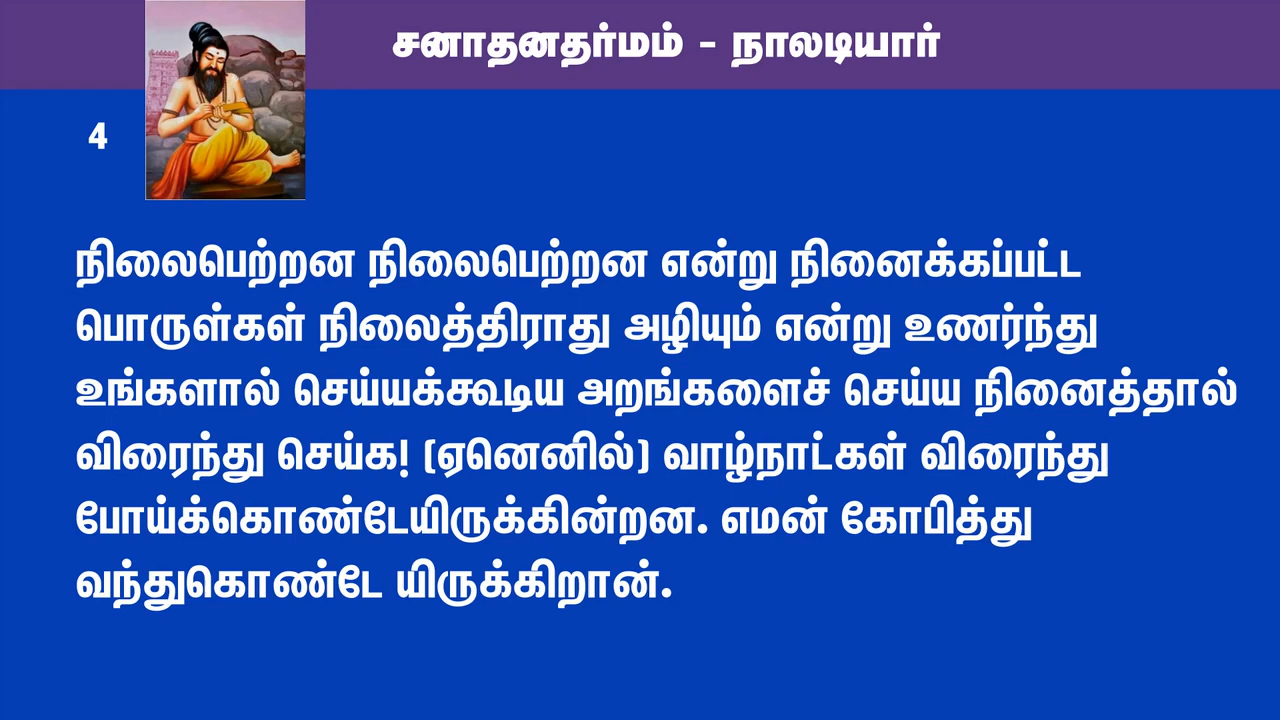 சனாதனதர்மம் - நாலடியார்
4
நிலைபெற்றன நிலைபெற்றன என்று நினைக்கப்பட்ட
பொருள்கள் நிலைத்திராது அழியும் என்று உணர்ந்து
உங்களால் செய்யக்கூடிய அறங்களைச் செய்ய நினைத்தால்
விரைந்து செய்க! (ஏனெனில்) வாழ்நாட்கள் விரைந்து
போய்க்கொண்டேயிருக்கின்றன. எமன் கோபித்து
வந்துகொண்டே யிருக்கிறான்.